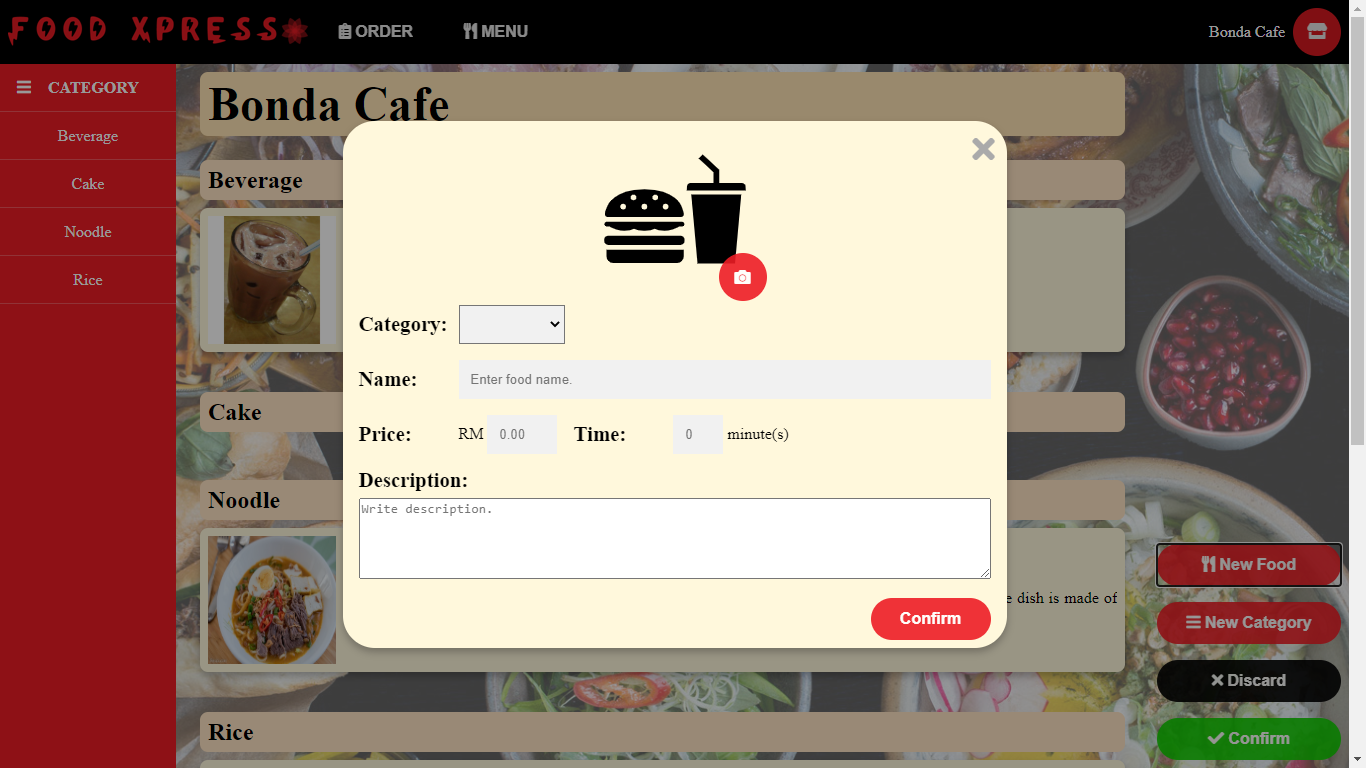 FOOD XPRESS
ORDER
MENU
Bonda Cafe
CATEGORY
Beverage
Cake
Noodle
Rice
Bonda Cafe
Beverage
Cake
Noodle
e dish is made of
Rice
Category:
Name:
Enter food name.
Price:
RM
0.00
Time:
0
minute(s)
Description:
Write description.
Confirm
New Food
New Category
Discard
Confirm